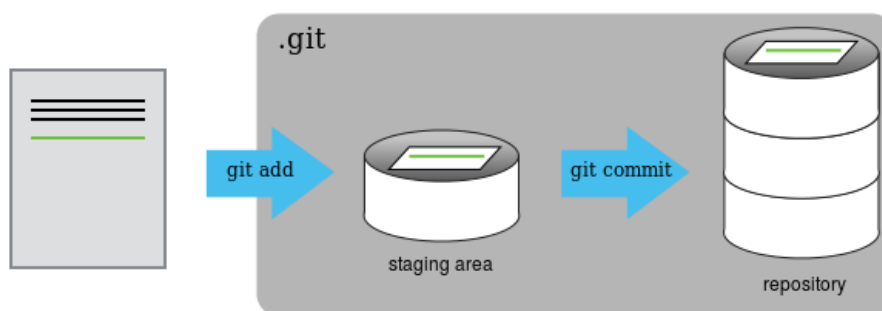 .git
git add
git commit
staging area
repository